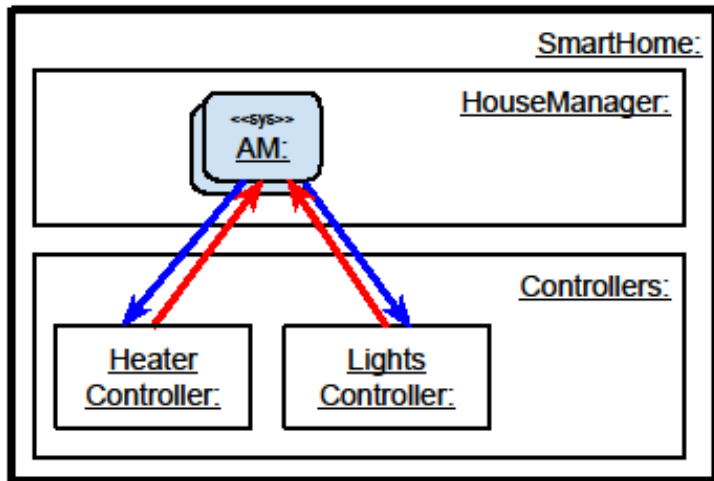 SmartHome:
HouseManager:
<<sys>>
AM:
Controllers:
Heater
Controller:
Lights
Controller: